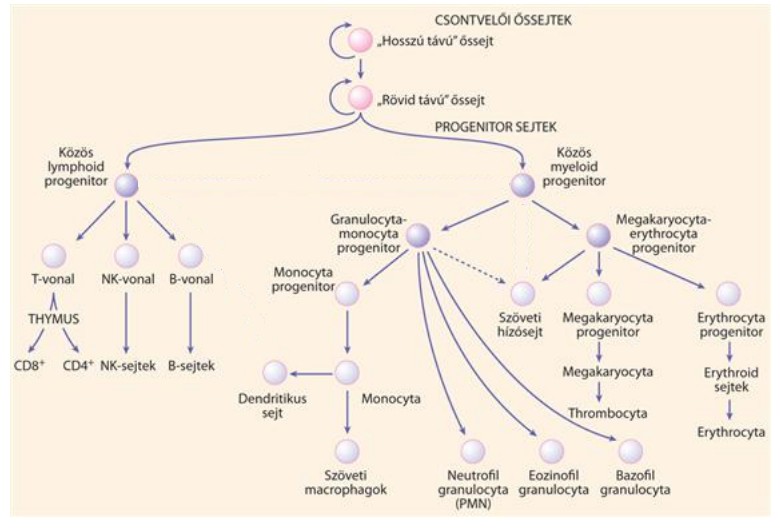 CSONTVELŐI ŐSSEJTEK
„Hosszú távú” őssejt
„Rövid távú” őssejt
PROGENITOR SEJTEK
Közös
lymphoid
progenitor
Közös
myeloid
progenitor
Granulocyta-
monocyta
progenitor
Megakaryocyta-
erythrocyta
progenitor
T-vonal
NK-vonal
B-vonal
Monocyta
progenitor
THYMUS
Szöveti
hízósejt
Megakaryocyta
progenitor
Erythrocyta
progenitor
CD8+
CD4+
NK-sejtek
B-sejtek
Megakaryocyta
Erythroid
sejtek
Dendritikus
sejt
Monocyta
Thrombocyta
Erythrocyta
Szöveti
macrophagok
Neutrofil
granulocyta
(PMN)
Eozinofil
granulocyta
Bazofil
granulocyta